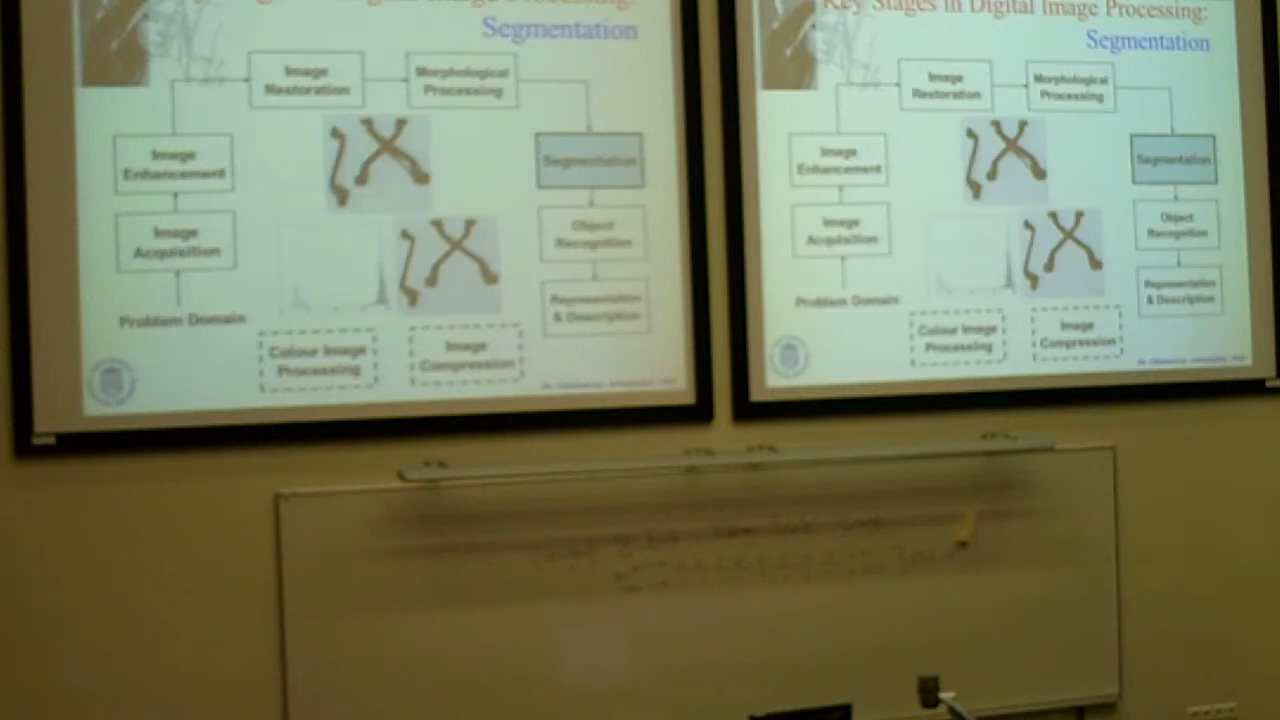 Image Processing:
Segmentation
Image
Restoration
Morphological
Processing
Image
Enhancement
Segmentation
Image
Acquisition
Object
Recognition
Representation
& Description
Problem Domain
Colour Image
Processing
Image
Compression
Key Stages in Digital Image Processing:
Segmentation
Image
Restoration
Morphological
Processing
Image
Enhancement
Segmentation
Image
Acquisition
Object
Recognition
Representation
& Description
Problem Domain
Colour Image
Processing
Image
Compression